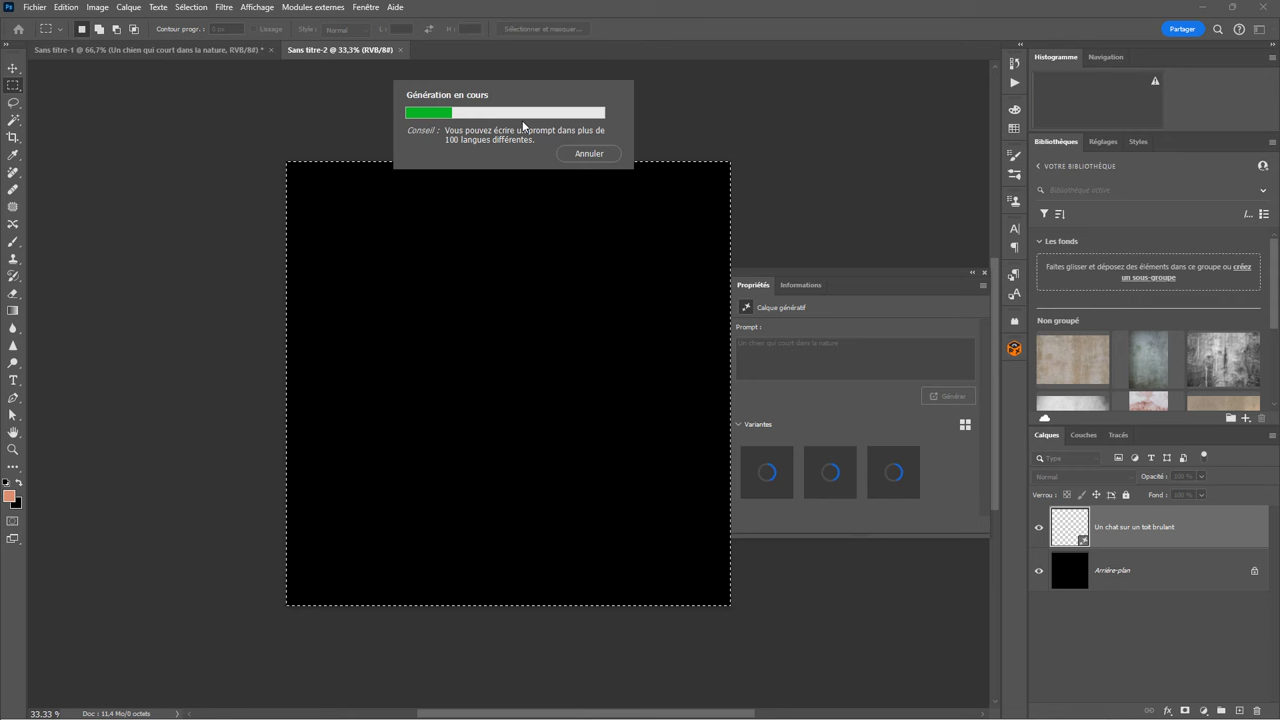 Ps Fichier Edition Image Calque Texte Sélection Filtre Affichage Modules externes Fenêtre Aide
Contour progr. : 0 px Lissage Style : Normal L : H : Sélectionner et masquer... Partager
Sans titre-1 @ 66,7% (Un chien qui court dans la nature, RVB/8#) * × Sans titre-2 @ 33,3% (RVB/8#) ×
Histogramme Navigation
Génération en cours
Conseil : Vous pouvez écrire un prompt dans plus de
100 langues différentes.
Annuler
Bibliothèques Réglages Styles
VOTRE BIBLIOTHÈQUE
Bibliothèque active
Les fonds
Faites glisser et déposez des éléments dans ce groupe ou créez
un sous-groupe
Non groupé
Propriétés Informations
Calque génératif
Prompt :
Un chien qui court dans la nature
Générer
Variantes
Calques Couches Tracés
Type
Normal Opacité : 100 %
Verrou : Fond : 100 %
Un chat sur un toit brulant
Arrière-plan
33,33 % Doc : 11,4 Mo/0 octets